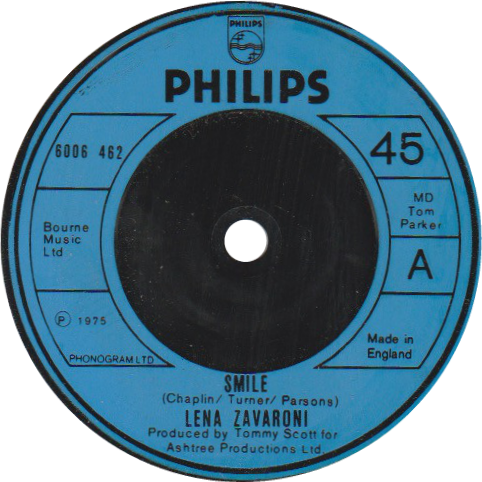 PHILIPS
PHILIPS
6006 462
45
Bourne
Music
Ltd
MD
Tom
Parker
A
℗ 1975
PHONOGRAM LTD
Made in
England
SMILE
(Chaplin/ Turner/ Parsons)
LENA ZAVARONI
Produced by Tommy Scott for
Ashtree Productions Ltd.